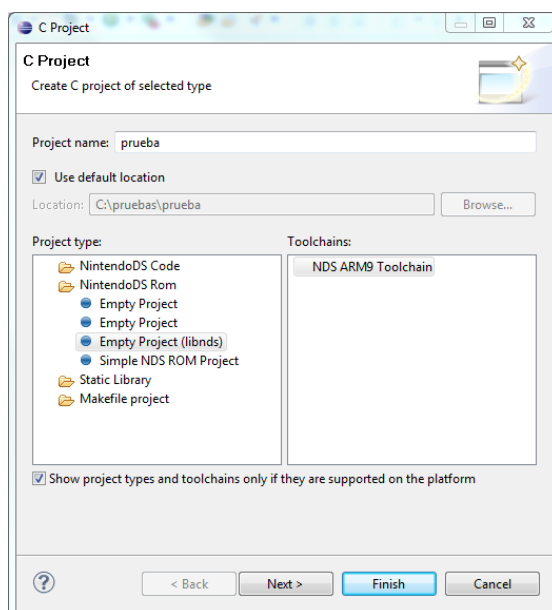 C Project
C Project
Create C project of selected type
Project name: prueba
Use default location
Location: C:\pruebas\prueba Browse...
Project type: Toolchains:
NintendoDS Code NDS ARM9 Toolchain
NintendoDS Rom
Empty Project
Empty Project
Empty Project (libnds)
Simple NDS ROM Project
Static Library
Makefile project
Show project types and toolchains only if they are supported on the platform
? < Back Next > Finish Cancel